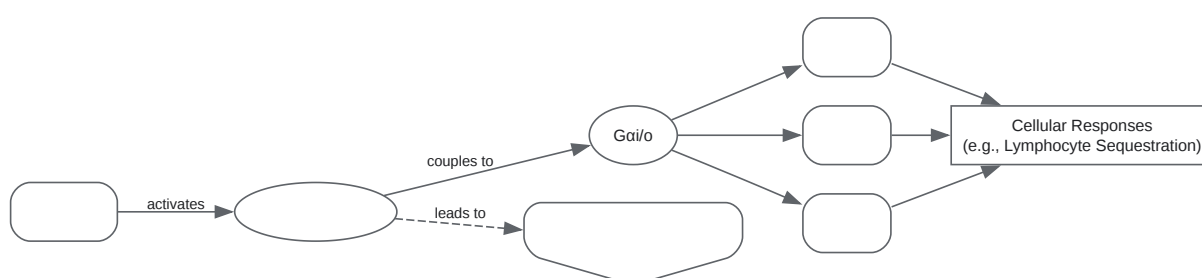 activates
couples to
leads to
Gαi/o
Cellular Responses
(e.g., Lymphocyte Sequestration)